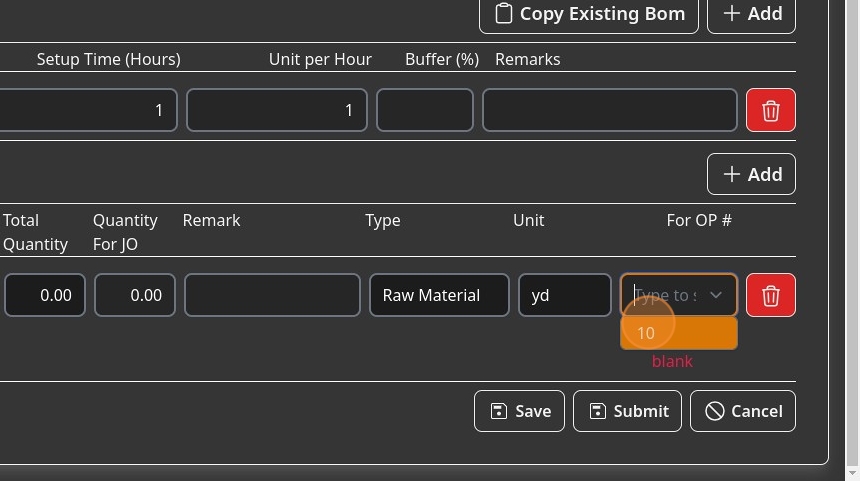 Copy Existing Bom
Add
Setup Time (Hours) Unit per Hour Buffer (%) Remarks
1 1
Add
Total Quantity Quantity For JO Remark Type Unit For OP #
0.00 0.00 Raw Material yd Type to s
10
blank
Save Submit Cancel